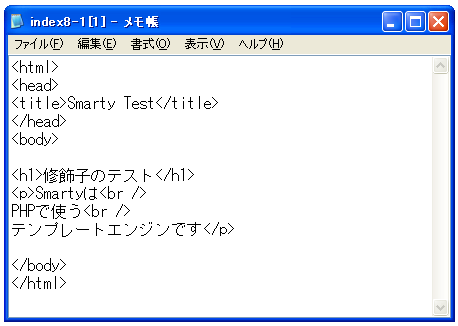 index8-1[1] - メモ帳
ファイル(F) 編集(E) 書式(O) 表示(V) ヘルプ(H)
<html>
<head>
<title>Smarty Test</title>
</head>
<body>
<h1>修飾子のテスト</h1>
<p>Smartyは<br />
PHPで使う<br />
テンプレートエンジンです</p>
</body>
</html>